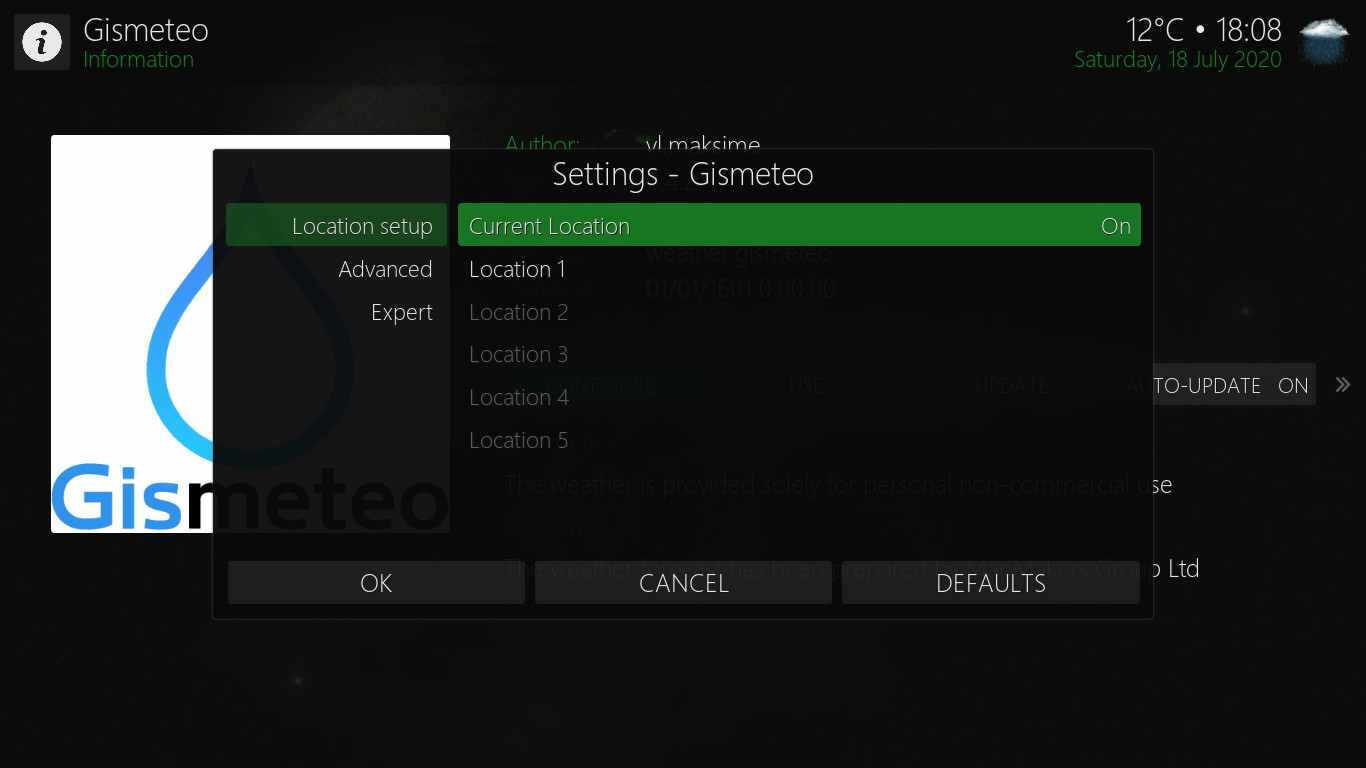 Gismeteo
Information
12°C • 18:08
Saturday, 18 July 2020
Author: vl.maksime
Settings - Gismeteo
Location setup
Advanced
Expert
Current Location On
Location 1
Location 2
Location 3
Location 4
Location 5
weather.gismeteo
01/01/1601 0:00:00
CONFIGURE USE UPDATE AUTO-UPDATE ON
The weather is provided solely for personal non-commercial use
The weather has been prepared Group Ltd
Gismeteo
OK CANCEL DEFAULTS